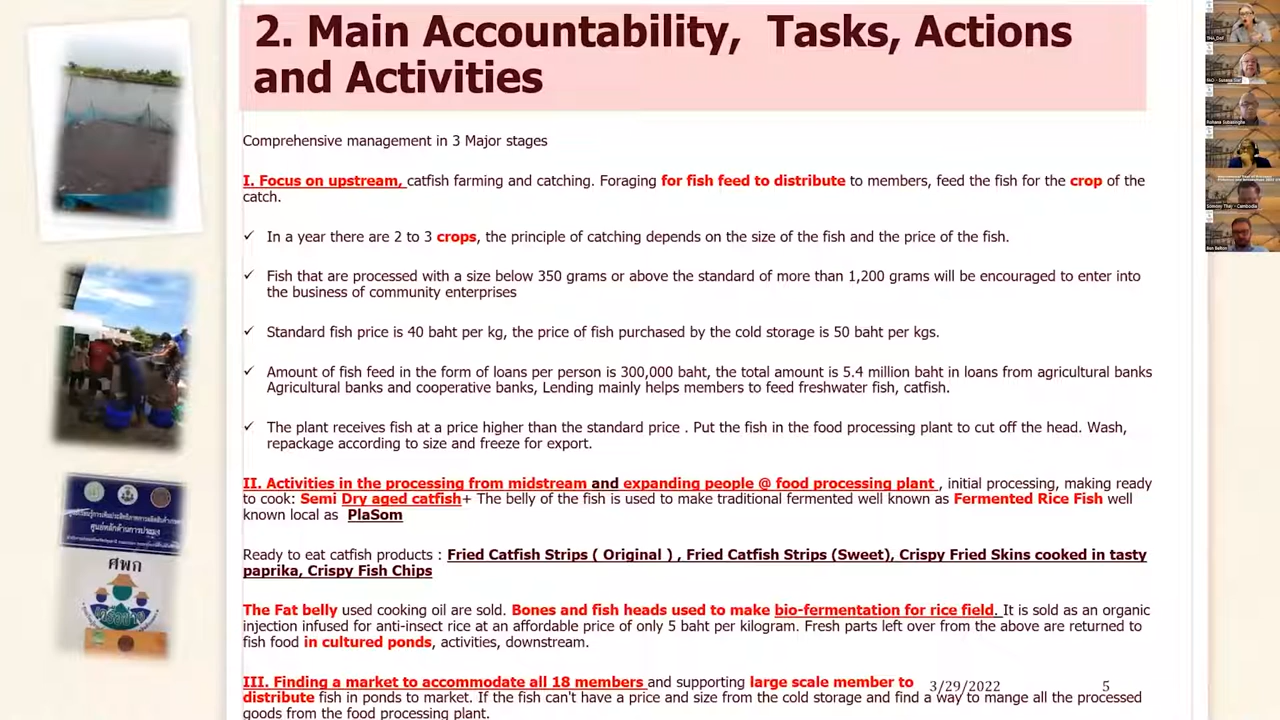 2. Main Accountability,  Tasks, Actions
and Activities
Comprehensive management in 3 Major stages
I. Focus on upstream, catfish farming and catching. Foraging for fish feed to distribute to members, feed the fish for the crop of the
catch.
✓ In a year there are 2 to 3 crops, the principle of catching depends on the size of the fish and the price of the fish.
✓ Fish that are processed with a size below 350 grams or above the standard of more than 1,200 grams will be encouraged to enter into
the business of community enterprises
✓ Standard fish price is 40 baht per kg, the price of fish purchased by the cold storage is 50 baht per kgs.
✓ Amount of fish feed in the form of loans per person is 300,000 baht, the total amount is 5.4 million baht in loans from agricultural banks
Agricultural banks and cooperative banks, Lending mainly helps members to feed freshwater fish, catfish.
✓ The plant receives fish at a price higher than the standard price . Put the fish in the food processing plant to cut off the head. Wash,
repackage according to size and freeze for export.
II. Activities in the processing from midstream and expanding people @ food processing plant , initial processing, making ready
to cook: Semi Dry aged catfish+ The belly of the fish is used to make traditional fermented well known as Fermented Rice Fish well
known local as  PlaSom
Ready to eat catfish products : Fried Catfish Strips ( Original ) , Fried Catfish Strips (Sweet), Crispy Fried Skins cooked in tasty
paprika, Crispy Fish Chips
The Fat belly used cooking oil are sold. Bones and fish heads used to make bio-fermentation for rice field. It is sold as an organic
injection infused for anti-insect rice at an affordable price of only 5 baht per kilogram. Fresh parts left over from the above are returned to
fish food in cultured ponds, activities, downstream.
III. Finding a market to accommodate all 18 members and supporting large scale member to
distribute fish in ponds to market. If the fish can't have a price and size from the cold storage and find a way to mange all the processed
goods from the food processing plant.
3/29/2022
5
ศพก
Rohana Subasinghe
Somony Thay - Cambodia
Ben Belton